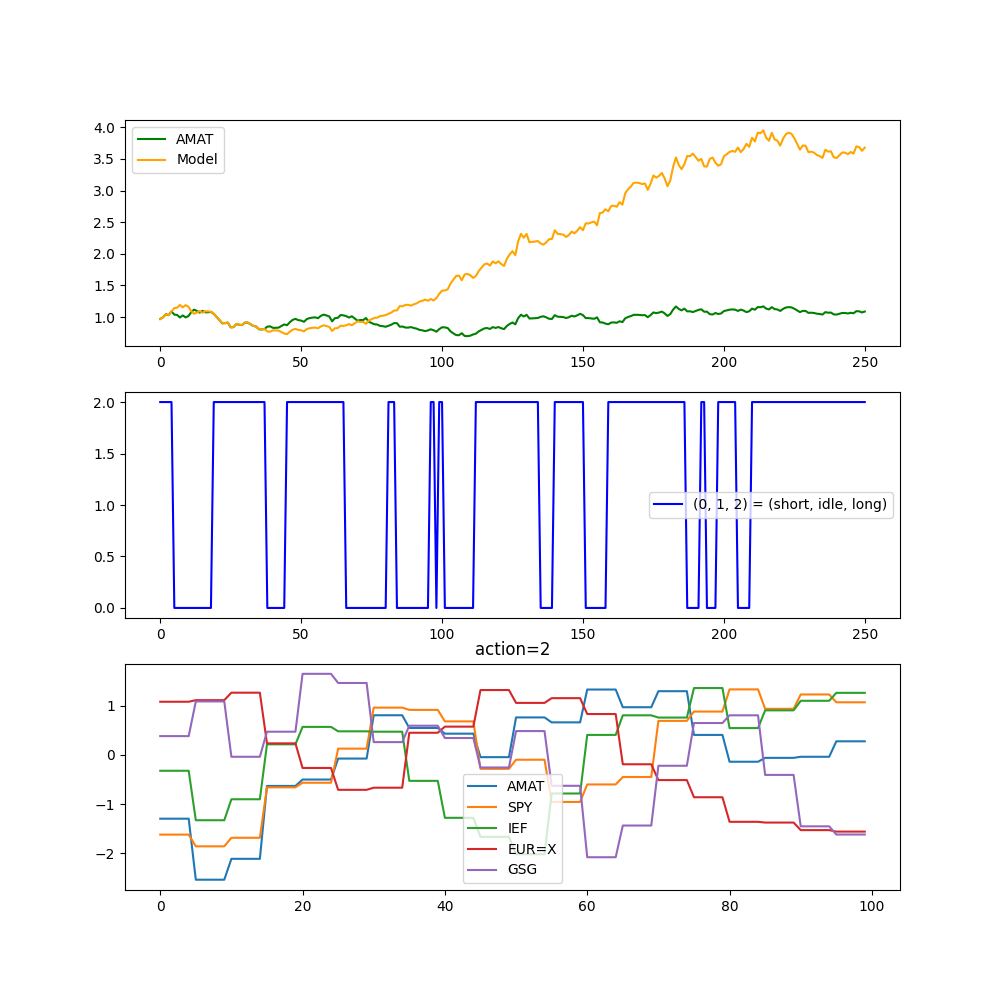 4.0
3.5
3.0
2.5
2.0
1.5
1.0
AMAT
Model
0 50 100 150 200 250
2.0
1.5
1.0
0.5
0.0
(0, 1, 2) = (short, idle, long)
0 50 100 150 200 250
action=2
1
0
−1
−2
AMAT
SPY
IEF
EUR=X
GSG
0 20 40 60 80 100